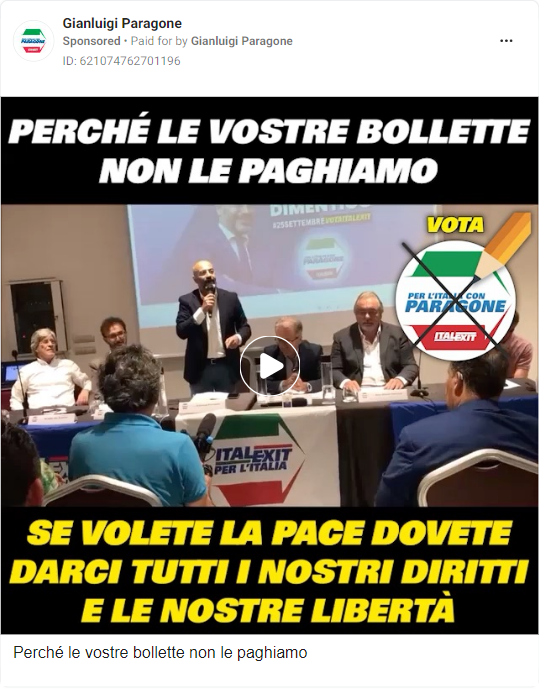 Gianluigi Paragone
Sponsored • Paid for by Gianluigi Paragone
ID: 621074762701196
PERCHÉ LE VOSTRE BOLLETTE
NON LE PAGHIAMO
#25SETTEMBREVOTOITALEXIT
VOTA
PER L'ITALIA CON
PARAGONE
ITALEXIT
ITALEXIT
PER L'ITALIA
SE VOLETE LA PACE DOVETE
DARCI TUTTI I NOSTRI DIRITTI
E LE NOSTRE LIBERTÀ
Perché le vostre bollette non le paghiamo